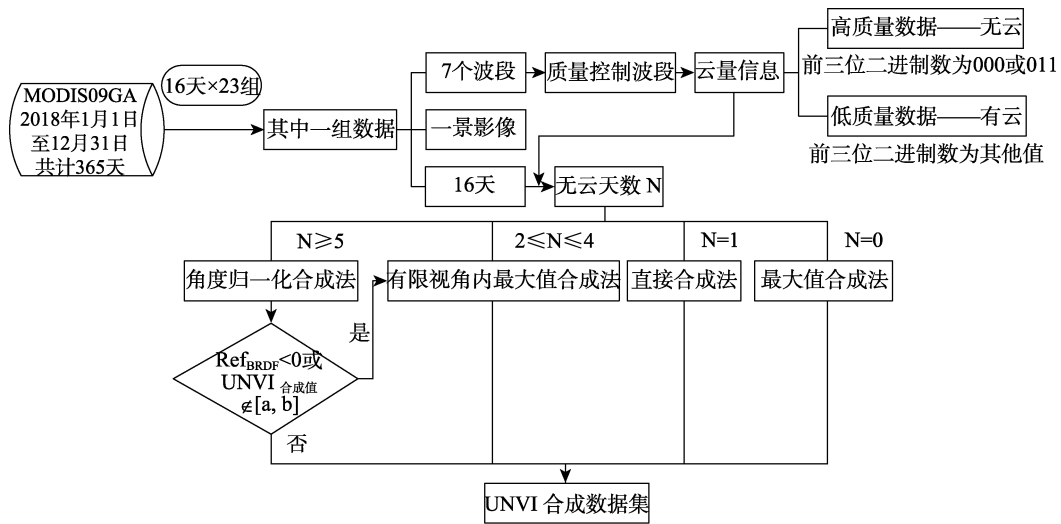 MODIS09GA
2018年1月1日
至12月31日
共计365天
16天×23组
其中一组数据
7个波段
质量控制波段
云量信息
高质量数据——无云
前三位二进制数为000或011
低质量数据——有云
前三位二进制数为其他值
一景影像
16天
无云天数 N
N≥5
2≤N≤4
N=1
N=0
角度归一化合成法
有限视角内最大值合成法
直接合成法
最大值合成法
是
RefBRDF<0或
UNVI 合成值
∉[a, b]
否
UNVI 合成数据集